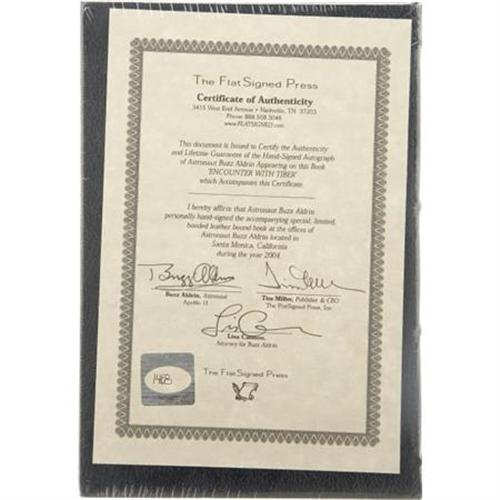 The FlatSigned Press
Certificate of Authenticity
3415 West End Avenue • Nashville, TN 37203
Phone 888.508.2048
www.FLATSIGNED.com
This document is Issued to Certify the Authenticity
and Lifetime Guarantee of the Hand-Signed Autograph
of Astronaut Buzz Aldrin Appearing on this Book
'ENCOUNTER WITH TIBER'
which Accompanies this Certificate.
I hereby affirm that Astronaut Buzz Aldrin
personally hand-signed the accompanying special, limited,
bonded leather bound book at the offices of
Astronaut Buzz Aldrin located in
Santa Monica, California
during the year 2004
Buzz Aldrin
Buzz Aldrin, Astronaut
Apollo 11
Tim Miller, Publisher & CEO
The FlatSigned Press, Inc.
Lisa Cannon,
Attorney for Buzz Aldrin
The FlatSigned Press